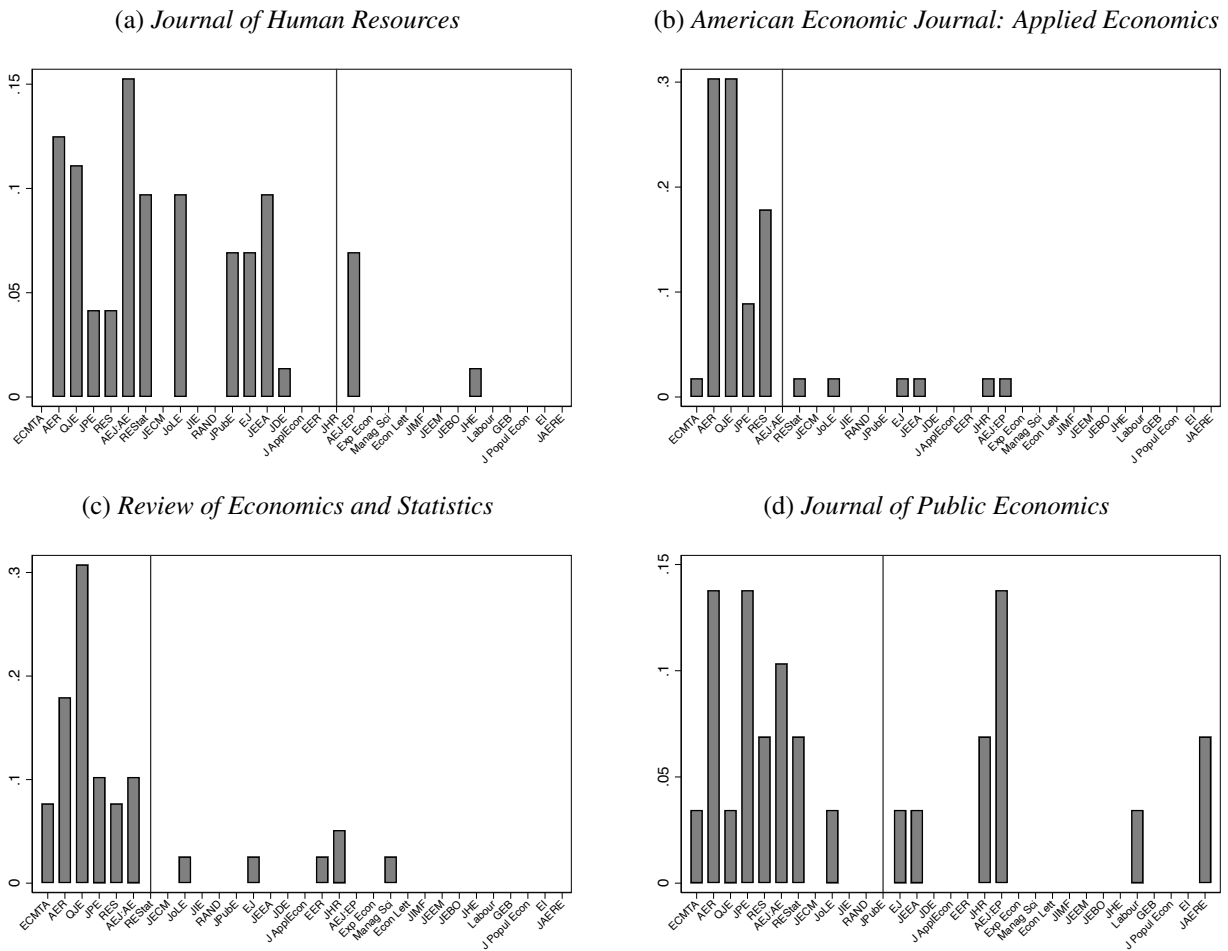 (a) Journal of Human Resources
.15
.1
.05
0
ECMTA
AER
QJE
JPE
RES
AEJ:AE
REStat
JECM
JoLE
JIE
RAND
JPubE
EJ
JEEA
JDE
J ApplEcon
EER
JHR
AEJ:EP
Exp Econ
Manag Sci
Econ Lett
JIMF
JEEM
JEBO
JHE
Labour
GEB
J Popul Econ
EI
JAERE
(b) American Economic Journal: Applied Economics
.3
.2
.1
0
ECMTA
AER
QJE
JPE
RES
AEJ:AE
REStat
JECM
JoLE
JIE
RAND
JPubE
EJ
JEEA
JDE
J ApplEcon
EER
JHR
AEJ:EP
Exp Econ
Manag Sci
Econ Lett
JIMF
JEEM
JEBO
JHE
Labour
GEB
J Popul Econ
EI
JAERE
(c) Review of Economics and Statistics
.3
.2
.1
0
ECMTA
AER
QJE
JPE
RES
AEJ:AE
REStat
JECM
JoLE
JIE
RAND
JPubE
EJ
JEEA
JDE
J ApplEcon
EER
JHR
AEJ:EP
Exp Econ
Manag Sci
Econ Lett
JIMF
JEEM
JEBO
JHE
Labour
GEB
J Popul Econ
EI
JAERE
(d) Journal of Public Economics
.15
.1
.05
0
ECMTA
AER
QJE
JPE
RES
AEJ:AE
REStat
JECM
JoLE
JIE
RAND
JPubE
EJ
JEEA
JDE
J ApplEcon
EER
JHR
AEJ:EP
Exp Econ
Manag Sci
Econ Lett
JIMF
JEEM
JEBO
JHE
Labour
GEB
J Popul Econ
EI
JAERE